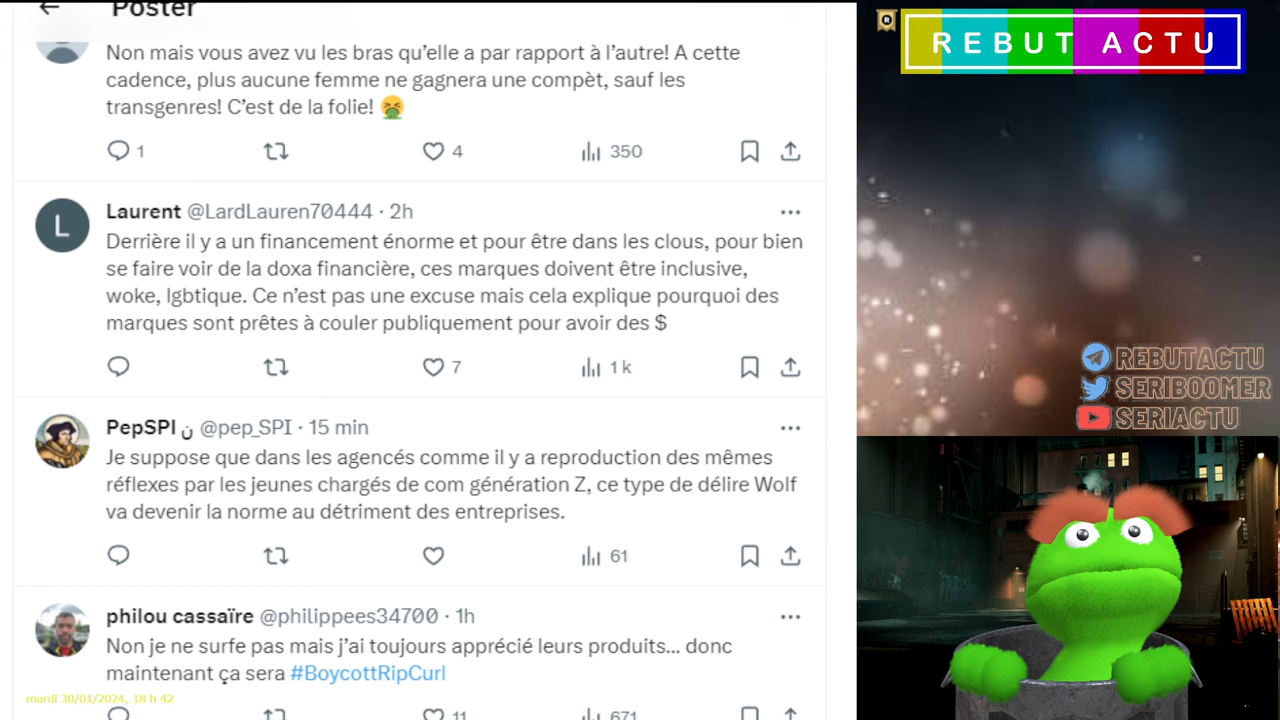 Poster
Non mais vous avez vu les bras qu’elle a par rapport à l’autre! A cette
cadence, plus aucune femme ne gagnera une compèt, sauf les
transgenres! C’est de la folie! 🤮
1 4 350
L
Laurent @LardLauren70444 · 2h
Derrière il y a un financement énorme et pour être dans les clous, pour bien
se faire voir de la doxa financière, ces marques doivent être inclusive,
woke, lgbtique. Ce n’est pas une excuse mais cela explique pourquoi des
marques sont prêtes à couler publiquement pour avoir des $
7 1 k
PepSPI ن @pep_SPI · 15 min
Je suppose que dans les agencés comme il y a reproduction des mêmes
réflexes par les jeunes chargés de com génération Z, ce type de délire Wolf
va devenir la norme au détriment des entreprises.
61
philou cassaïre @philippees34700 · 1h
Non je ne surfe pas mais j’ai toujours apprécié leurs produits... donc
maintenant ça sera #BoycottRipCurl
mardi 30/01/2024, 18 h 42
11 671
R
REBUT ACTU
REBUTACTU
SERIBOOMER
SERIACTU